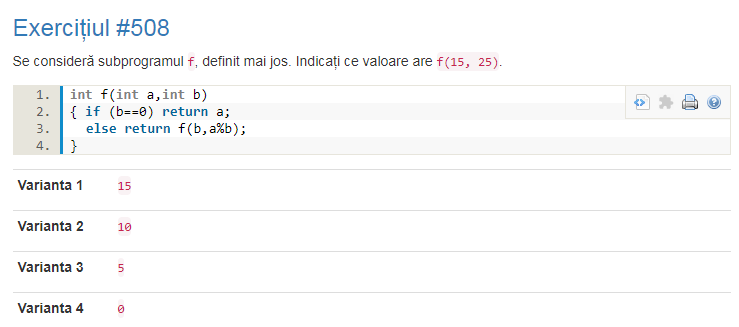 Exercițiul #508
Se consideră subprogramul f, definit mai jos. Indicați ce valoare are f(15, 25).
1. int f(int a,int b)
2. { if (b==0) return a;
3. else return f(b,a%b);
4. }
Varianta 1 15
Varianta 2 10
Varianta 3 5
Varianta 4 0